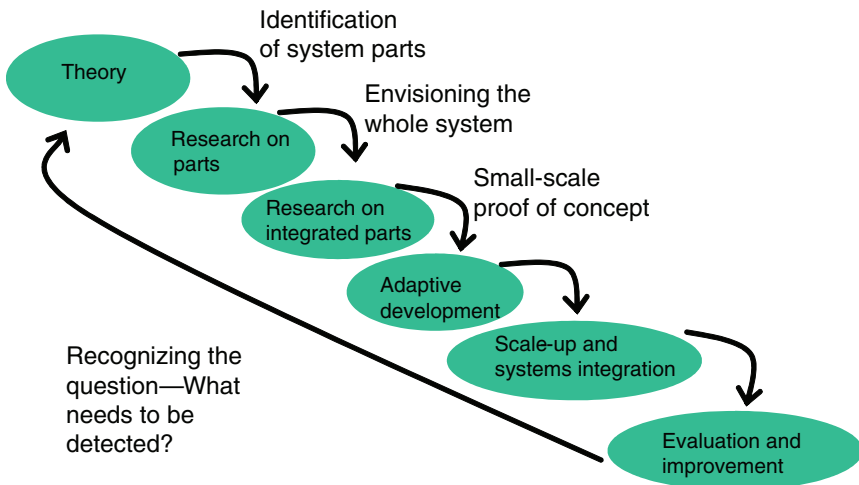 Identification
of system parts
Theory
Envisioning the
whole system
Research on
parts
Small-scale
proof of concept
Research on
integrated parts
Adaptive
development
Scale-up and
systems integration
Recognizing the
question—What
needs to be
detected?
Evaluation and
improvement